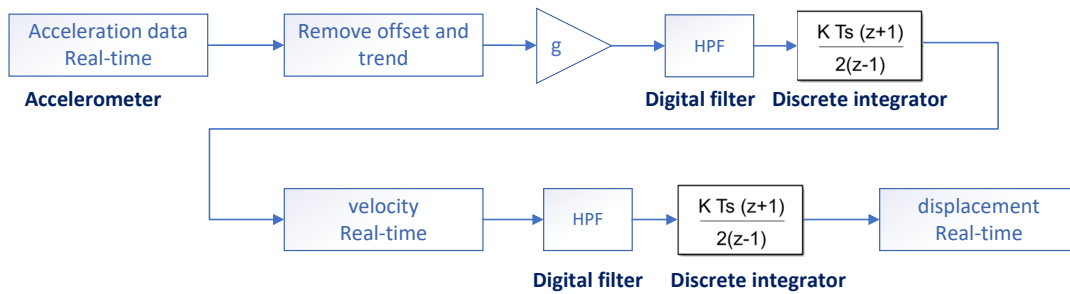 Acceleration data
Real-time
Accelerometer
Remove offset and
trend
g
HPF
Digital filter
K Ts (z+1)
2(z-1)
Discrete integrator
velocity
Real-time
HPF
Digital filter
K Ts (z+1)
2(z-1)
Discrete integrator
displacement
Real-time